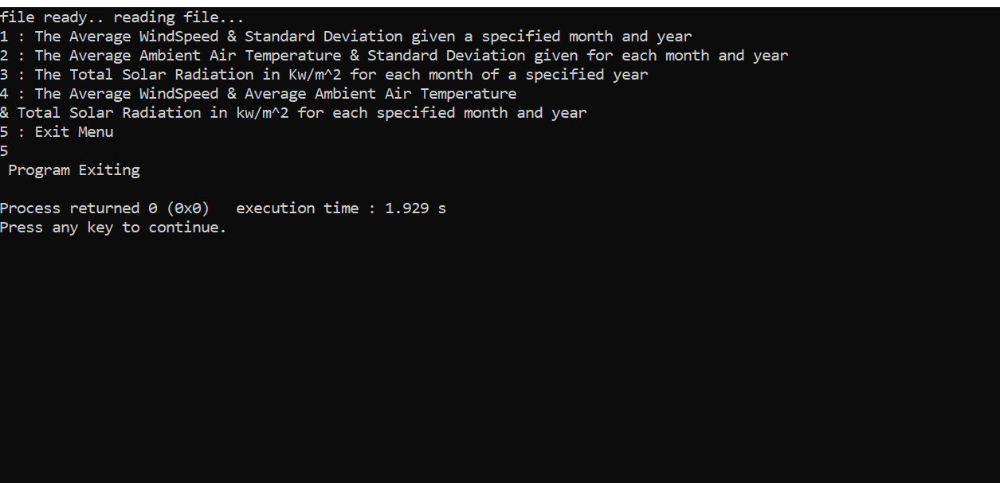 file ready.. reading file...
1 : The Average WindSpeed & Standard Deviation given a specified month and year
2 : The Average Ambient Air Temperature & Standard Deviation given for each month and year
3 : The Total Solar Radiation in Kw/m^2 for each month of a specified year
4 : The Average WindSpeed & Average Ambient Air Temperature
& Total Solar Radiation in kw/m^2 for each specified month and year
5 : Exit Menu
5
 Program Exiting
Process returned 0 (0x0)   execution time : 1.929 s
Press any key to continue.